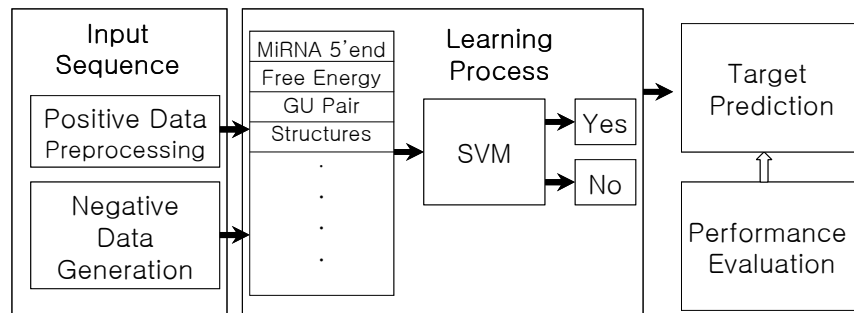 Input
Sequence
Positive Data
Preprocessing
Negative
Data
Generation
MiRNA 5'end
Free Energy
GU Pair
Structures
.
.
.
.
Learning
Process
SVM
Yes
No
Target
Prediction
Performance
Evaluation